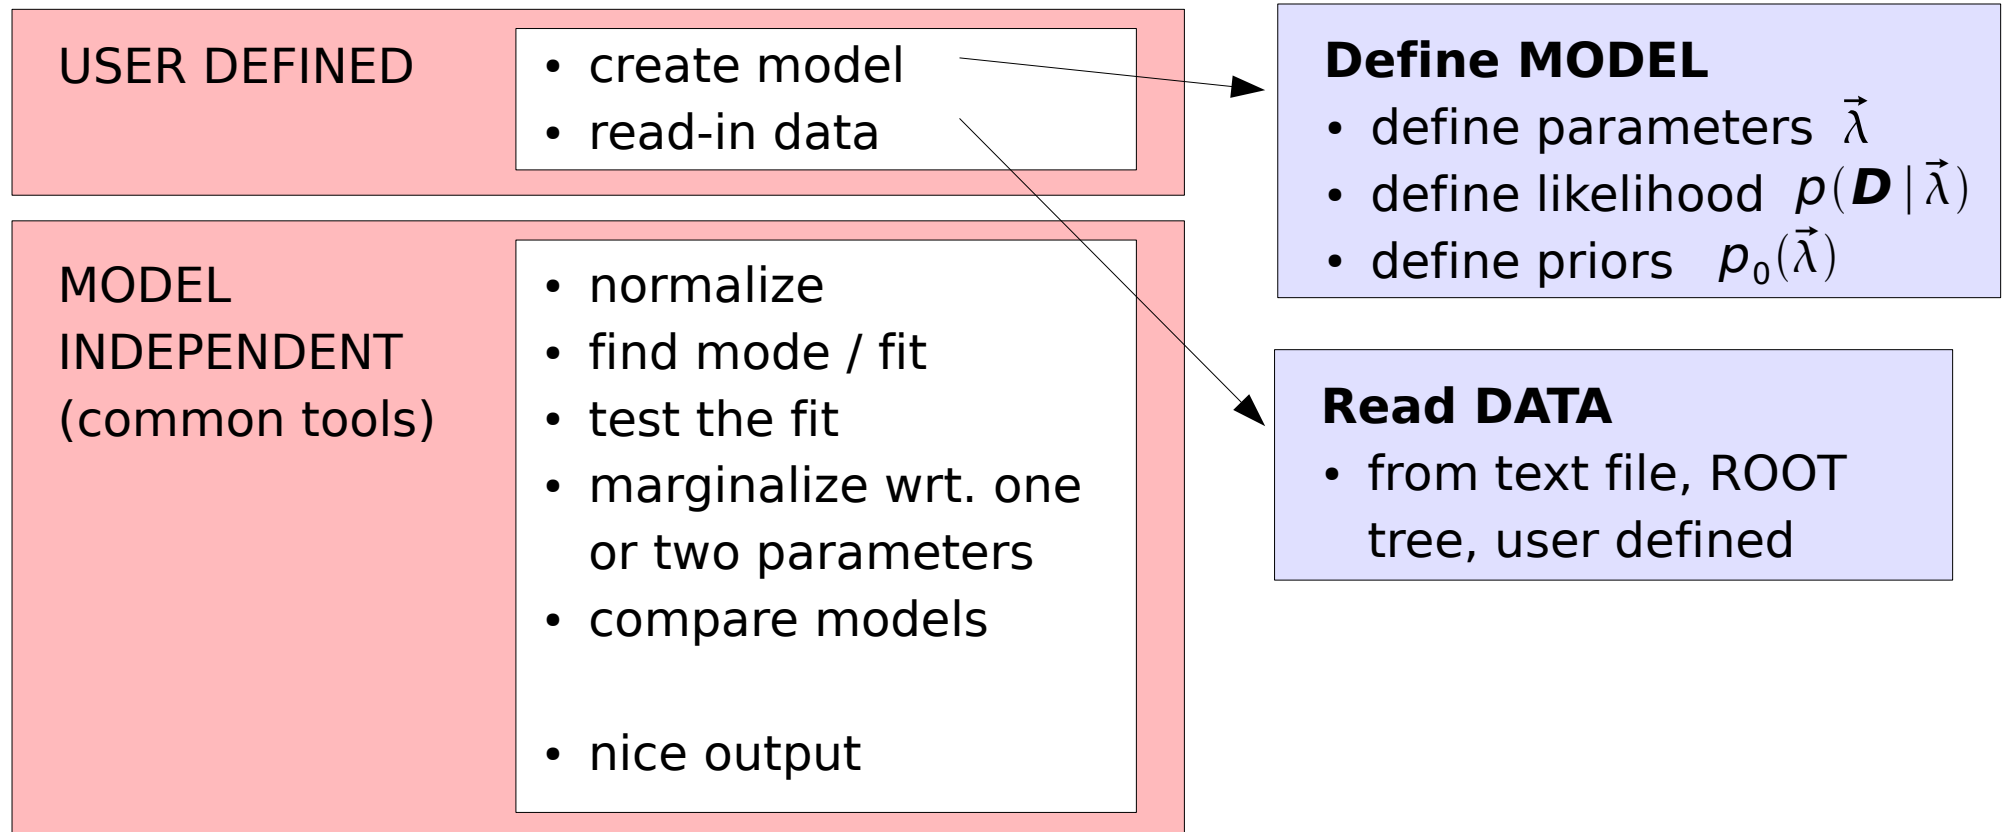 USER DEFINED
• create model
• read-in data
MODEL
INDEPENDENT
(common tools)
• normalize
• find mode / fit
• test the fit
• marginalize wrt. one
or two parameters
• compare models
• nice output
Define MODEL
• define parameters λ⃗
• define likelihood p(D|λ⃗)
• define priors p₀(λ⃗)
Read DATA
• from text file, ROOT
tree, user defined